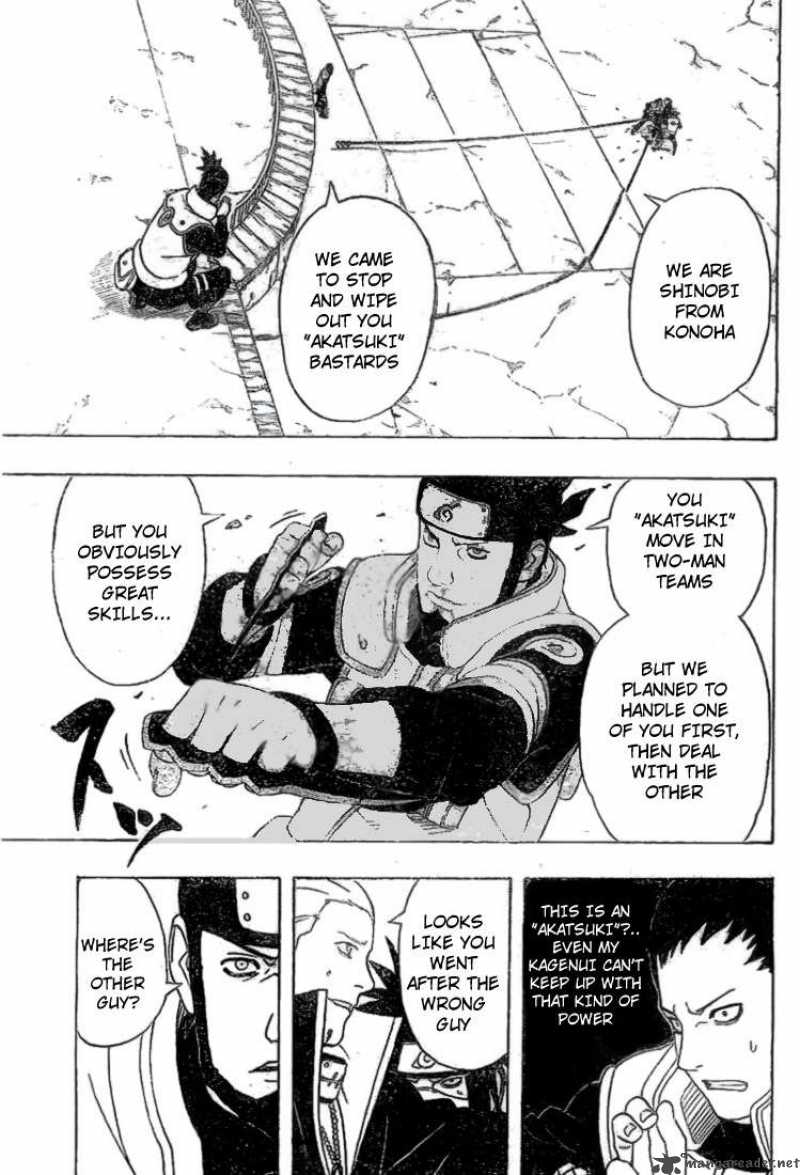 WE ARE
SHINOBI
FROM
KONOHA
WE CAME
TO STOP
AND WIPE
OUT YOU
"AKATSUKI"
BASTARDS
YOU
"AKATSUKI"
MOVE IN
TWO-MAN
TEAMS
BUT WE
PLANNED TO
HANDLE ONE
OF YOU FIRST,
THEN DEAL
WITH THE
OTHER
BUT YOU
OBVIOUSLY
POSSESS
GREAT
SKILLS...
ズッ
THIS IS AN
"AKATSUKI"?..
EVEN MY
KAGENUI CAN'T
KEEP UP WITH
THAT KIND OF
POWER
LOOKS
LIKE YOU
WENT
AFTER THE
WRONG
GUY
WHERE'S
THE
OTHER
GUY?
mangareader.net